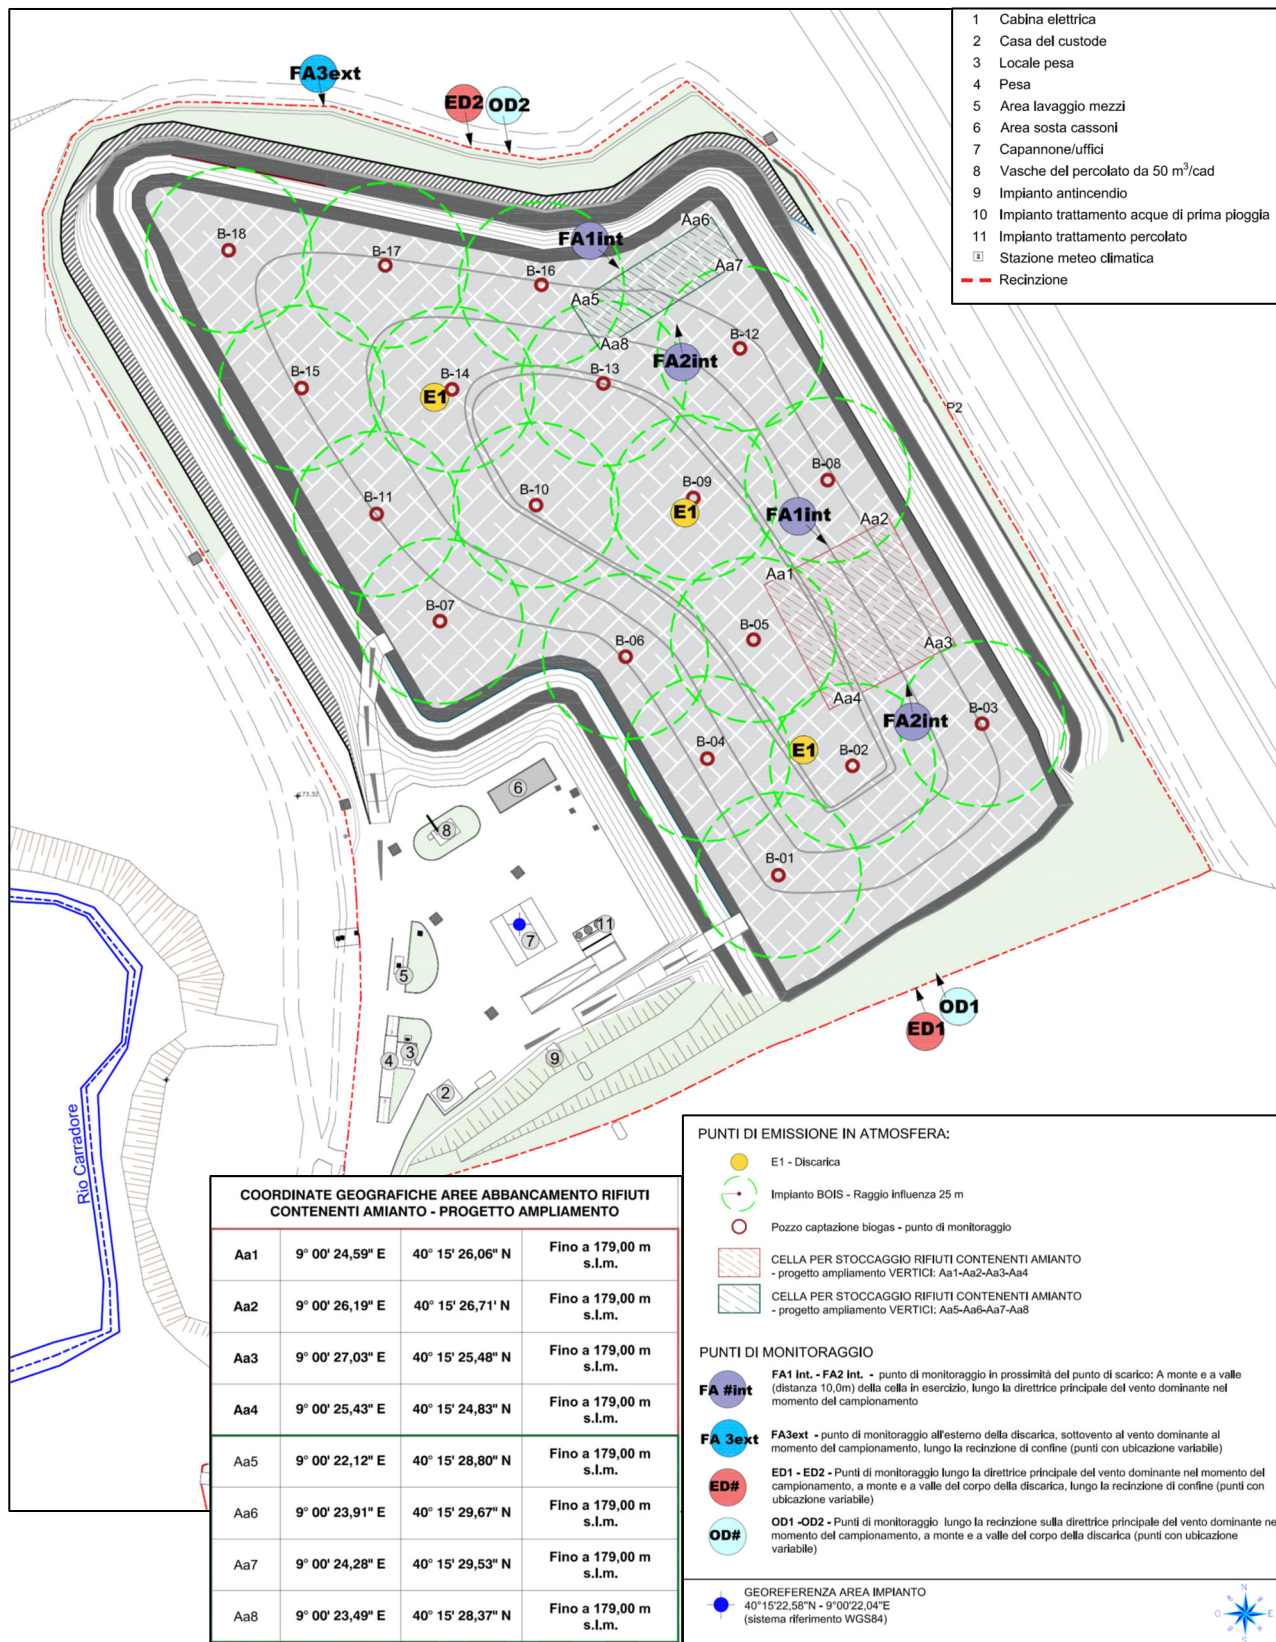 1 Cabina elettrica
2 Casa del custode
3 Locale pesa
4 Pesa
5 Area lavaggio mezzi
6 Area sosta cassoni
7 Capannone/uffici
8 Vasche del percolato da 50 m³/cad
9 Impianto antincendio
10 Impianto trattamento acque di prima pioggia
11 Impianto trattamento percolato
Stazione meteo climatica
Recinzione
FA3ext
ED2
OD2
Aa6
B-18
FA1int
B-17
Aa7
B-16
Aa5
B-12
Aa8
FA2int
B-13
B-15
B-14
E1
P2
B-08
B-09
B-10
B-11
E1
FA1int
Aa2
Aa1
B-07
B-05
B-06
Aa3
Aa4
B-03
FA2int
B-04
E1
B-02
6
173.32
8
B-01
11
7
5
OD1
ED1
3
4
9
2
Rio Carradore
COORDINATE GEOGRAFICHE AREE ABBANCAMENTO RIFIUTI
CONTENENTI AMIANTO - PROGETTO AMPLIAMENTO
Aa1 9° 00' 24,59" E 40° 15' 26,06" N Fino a 179,00 m
s.l.m.
Aa2 9° 00' 26,19" E 40° 15' 26,71' N Fino a 179,00 m
s.l.m.
Aa3 9° 00' 27,03" E 40° 15' 25,48" N Fino a 179,00 m
s.l.m.
Aa4 9° 00' 25,43" E 40° 15' 24,83" N Fino a 179,00 m
s.l.m.
Aa5 9° 00' 22,12" E 40° 15' 28,80" N Fino a 179,00 m
s.l.m.
Aa6 9° 00' 23,91" E 40° 15' 29,67" N Fino a 179,00 m
s.l.m.
Aa7 9° 00' 24,28" E 40° 15' 29,53" N Fino a 179,00 m
s.l.m.
Aa8 9° 00' 23,49" E 40° 15' 28,37" N Fino a 179,00 m
s.l.m.
PUNTI DI EMISSIONE IN ATMOSFERA:
E1 - Discarica
Impianto BOIS - Raggio influenza 25 m
Pozzo captazione biogas - punto di monitoraggio
CELLA PER STOCCAGGIO RIFIUTI CONTENENTI AMIANTO
- progetto ampliamento VERTICI: Aa1-Aa2-Aa3-Aa4
CELLA PER STOCCAGGIO RIFIUTI CONTENENTI AMIANTO
- progetto ampliamento VERTICI: Aa5-Aa6-Aa7-Aa8
PUNTI DI MONITORAGGIO
FA #int
FA1 int. - FA2 int. - punto di monitoraggio in prossimità del punto di scarico: A monte e a valle
(distanza 10,0m) della cella in esercizio, lungo la direttrice principale del vento dominante nel
momento del campionamento
FA 3ext
FA3ext - punto di monitoraggio all'esterno della discarica, sottovento al vento dominante al
momento del campionamento, lungo la recinzione di confine (punti con ubicazione variabile)
ED#
ED1 - ED2 - Punti di monitoraggio lungo la direttrice principale del vento dominante nel momento del
campionamento, a monte e a valle del corpo della discarica, lungo la recinzione di confine (punti con
ubicazione variabile)
OD#
OD1 -OD2 - Punti di monitoraggio lungo la recinzione sulla direttrice principale del vento dominante ne
momento del campionamento, a monte e a valle del corpo della discarica (punti con ubicazione
variabile)
GEOREFERENZA AREA IMPIANTO
40°15'22,58"N - 9°00'22,04"E
(sistema riferimento WGS84)
N
O E
S